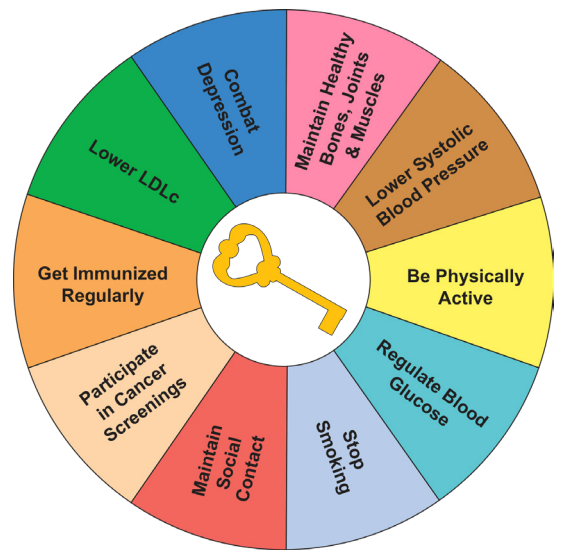 Maintain Healthy
Bones, Joints
& Muscles
Lower Systolic
Blood Pressure
Be Physically
Active
Regulate Blood
Glucose
Stop
Smoking
Maintain
Social
Contact
Participate
in Cancer
Screenings
Get Immunized
Regularly
Lower LDLc
Combat
Depression